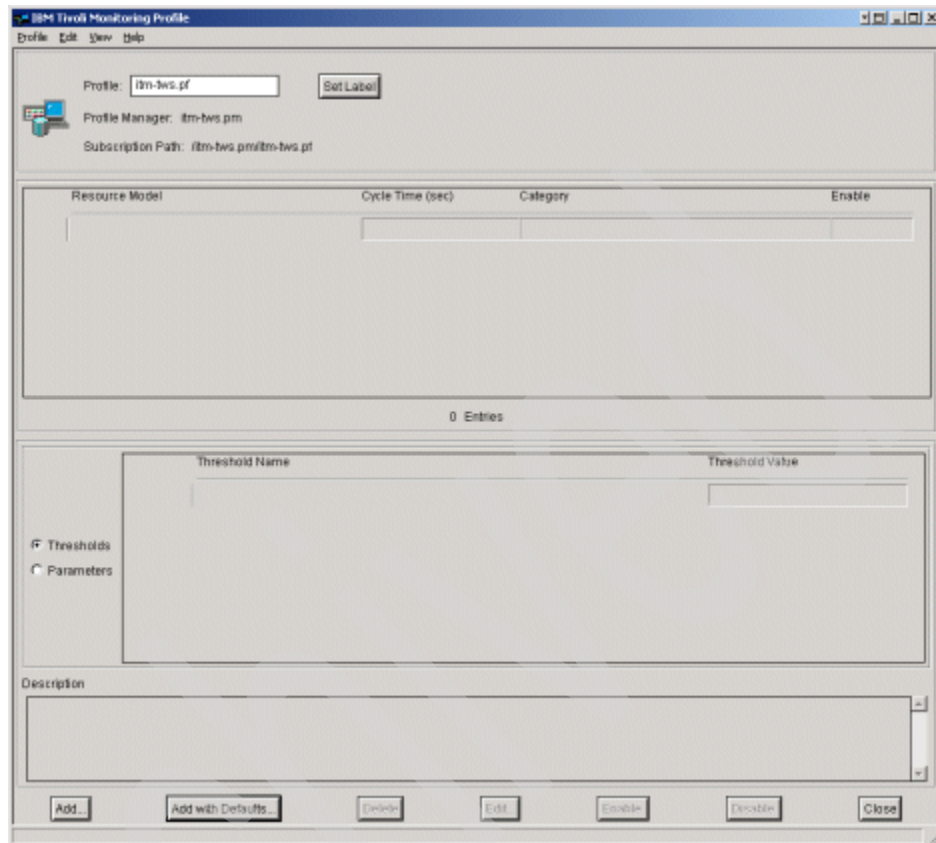 IBM Tivoli Monitoring Profile
Profile Edit View Help
Profile: itm-tws.pf Set Label
Profile Manager: itm-tws.pm
Subscription Path: /itm-tws.pm/itm-tws.pf
Resource Model Cycle Time (sec) Category Enable
0 Entries
Threshold Name Threshold Value
Thresholds
Parameters
Description
Add... Add with Defaults... Delete Edit... Enable Disable Close